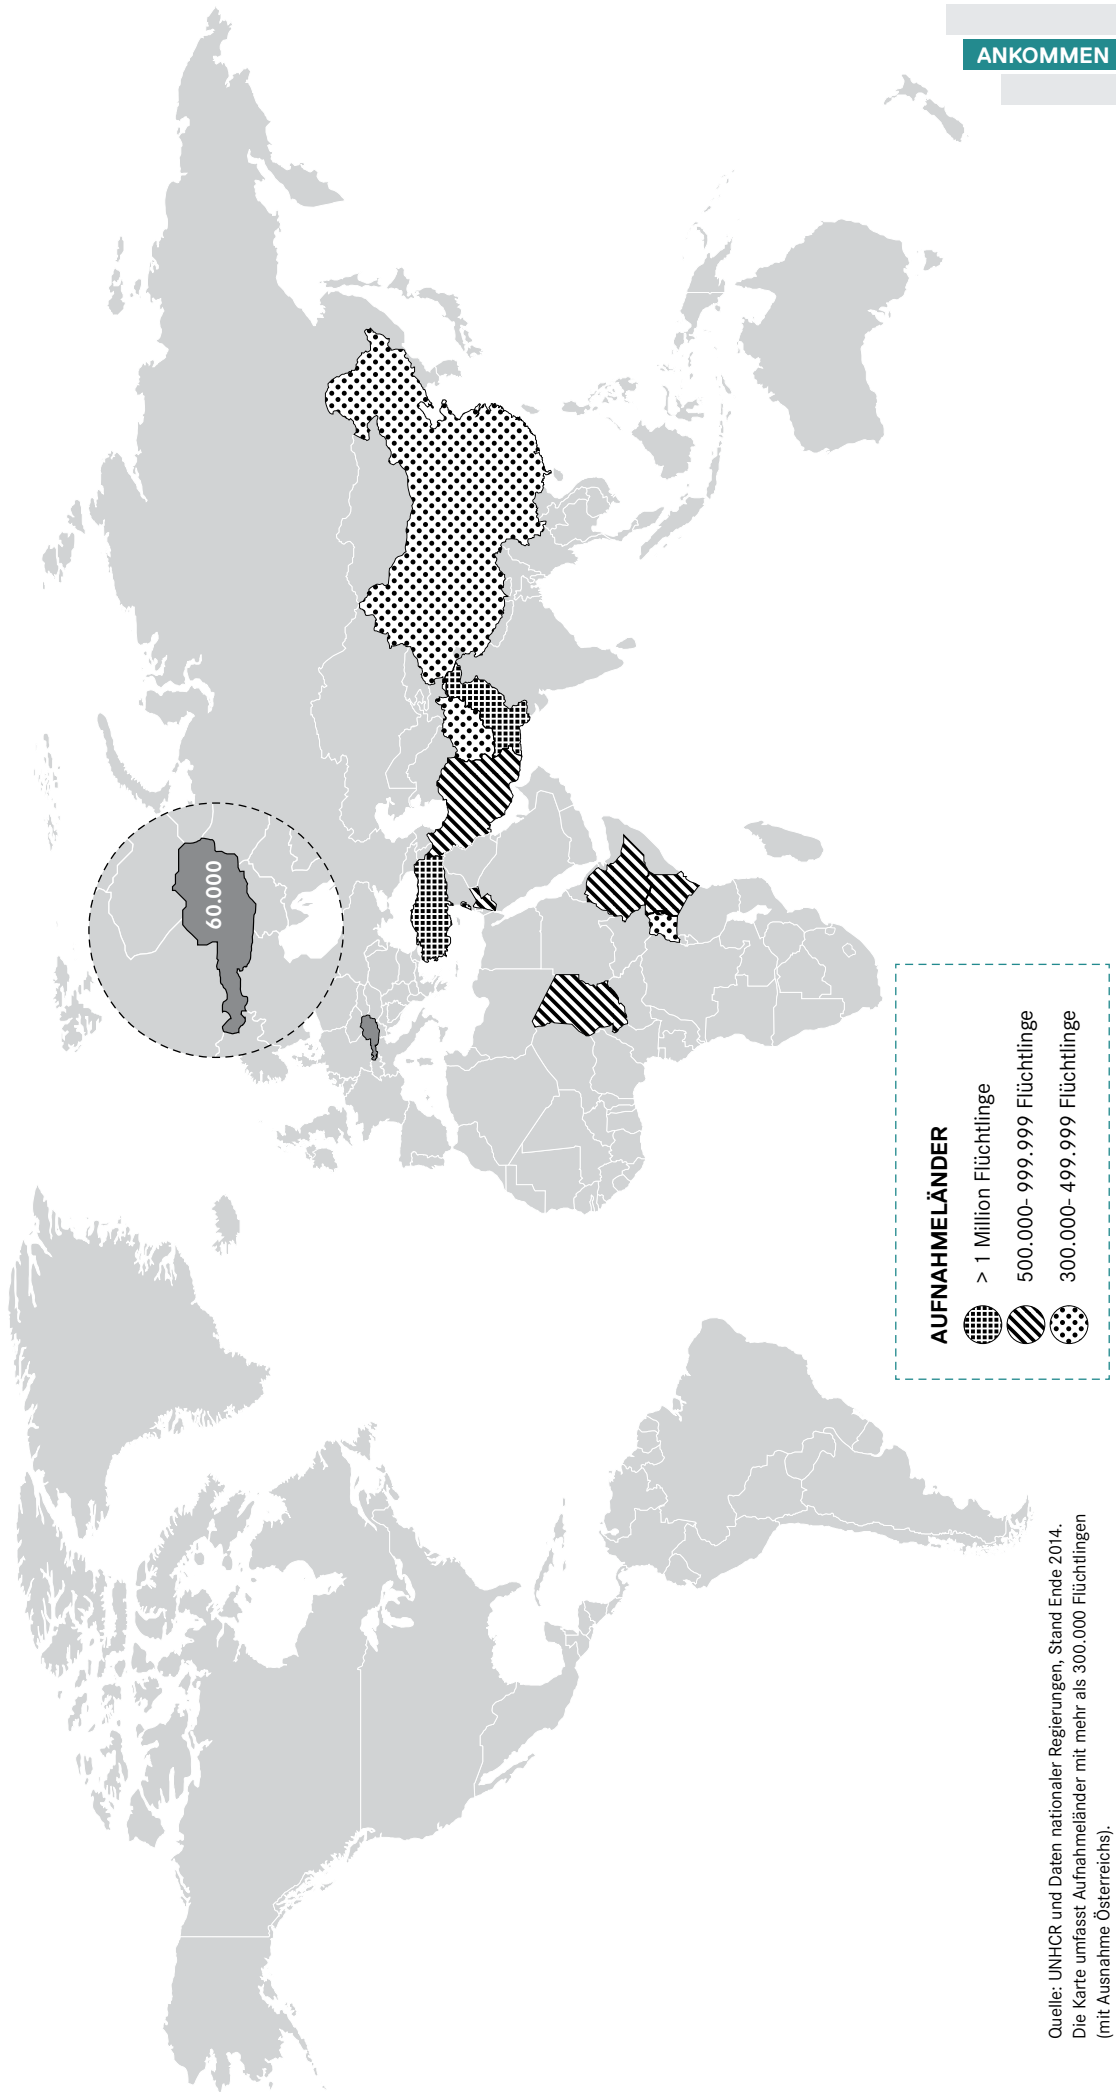 ANKOMMEN
60.000
AUFNAHMELÄNDER
> 1 Million Flüchtlinge
500.000- 999.999 Flüchtlinge
300.000- 499.999 Flüchtlinge
Quelle: UNHCR und Daten nationaler Regierungen, Stand Ende 2014.
Die Karte umfasst Aufnahmeländer mit mehr als 300.000 Flüchtlingen
(mit Ausnahme Österreichs).